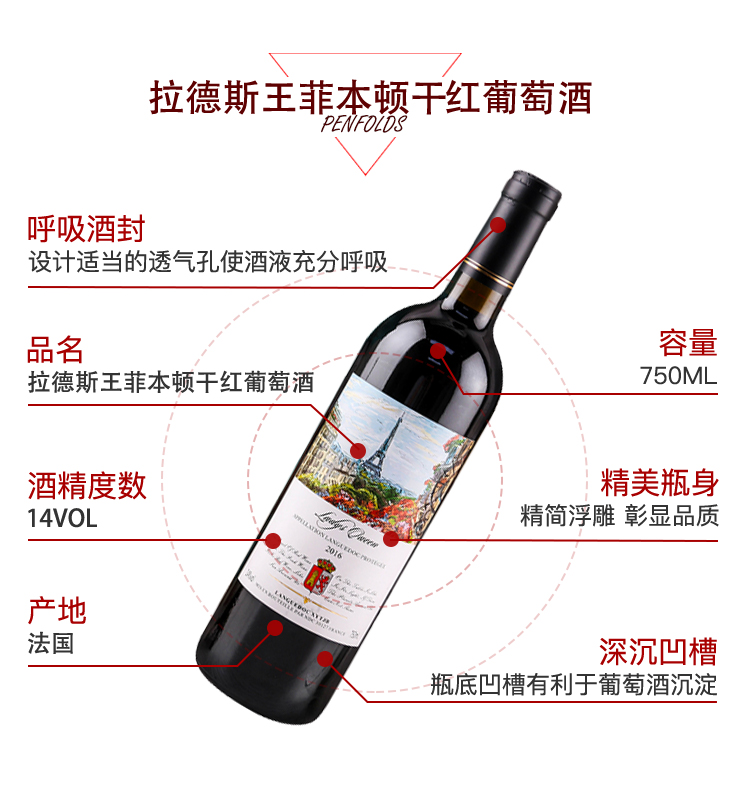 拉德斯王菲本顿干红葡萄酒
PENFOLDS
呼吸酒封
设计适当的透气孔使酒液充分呼吸
品名
拉德斯王菲本顿干红葡萄酒
容量
750ML
酒精度数
14VOL
精美瓶身
精简浮雕 彰显品质
产地
法国
深沉凹槽
瓶底凹槽有利于葡萄酒沉淀
Queen
APELLATION LANGUEDOC PROTEGEE
2016